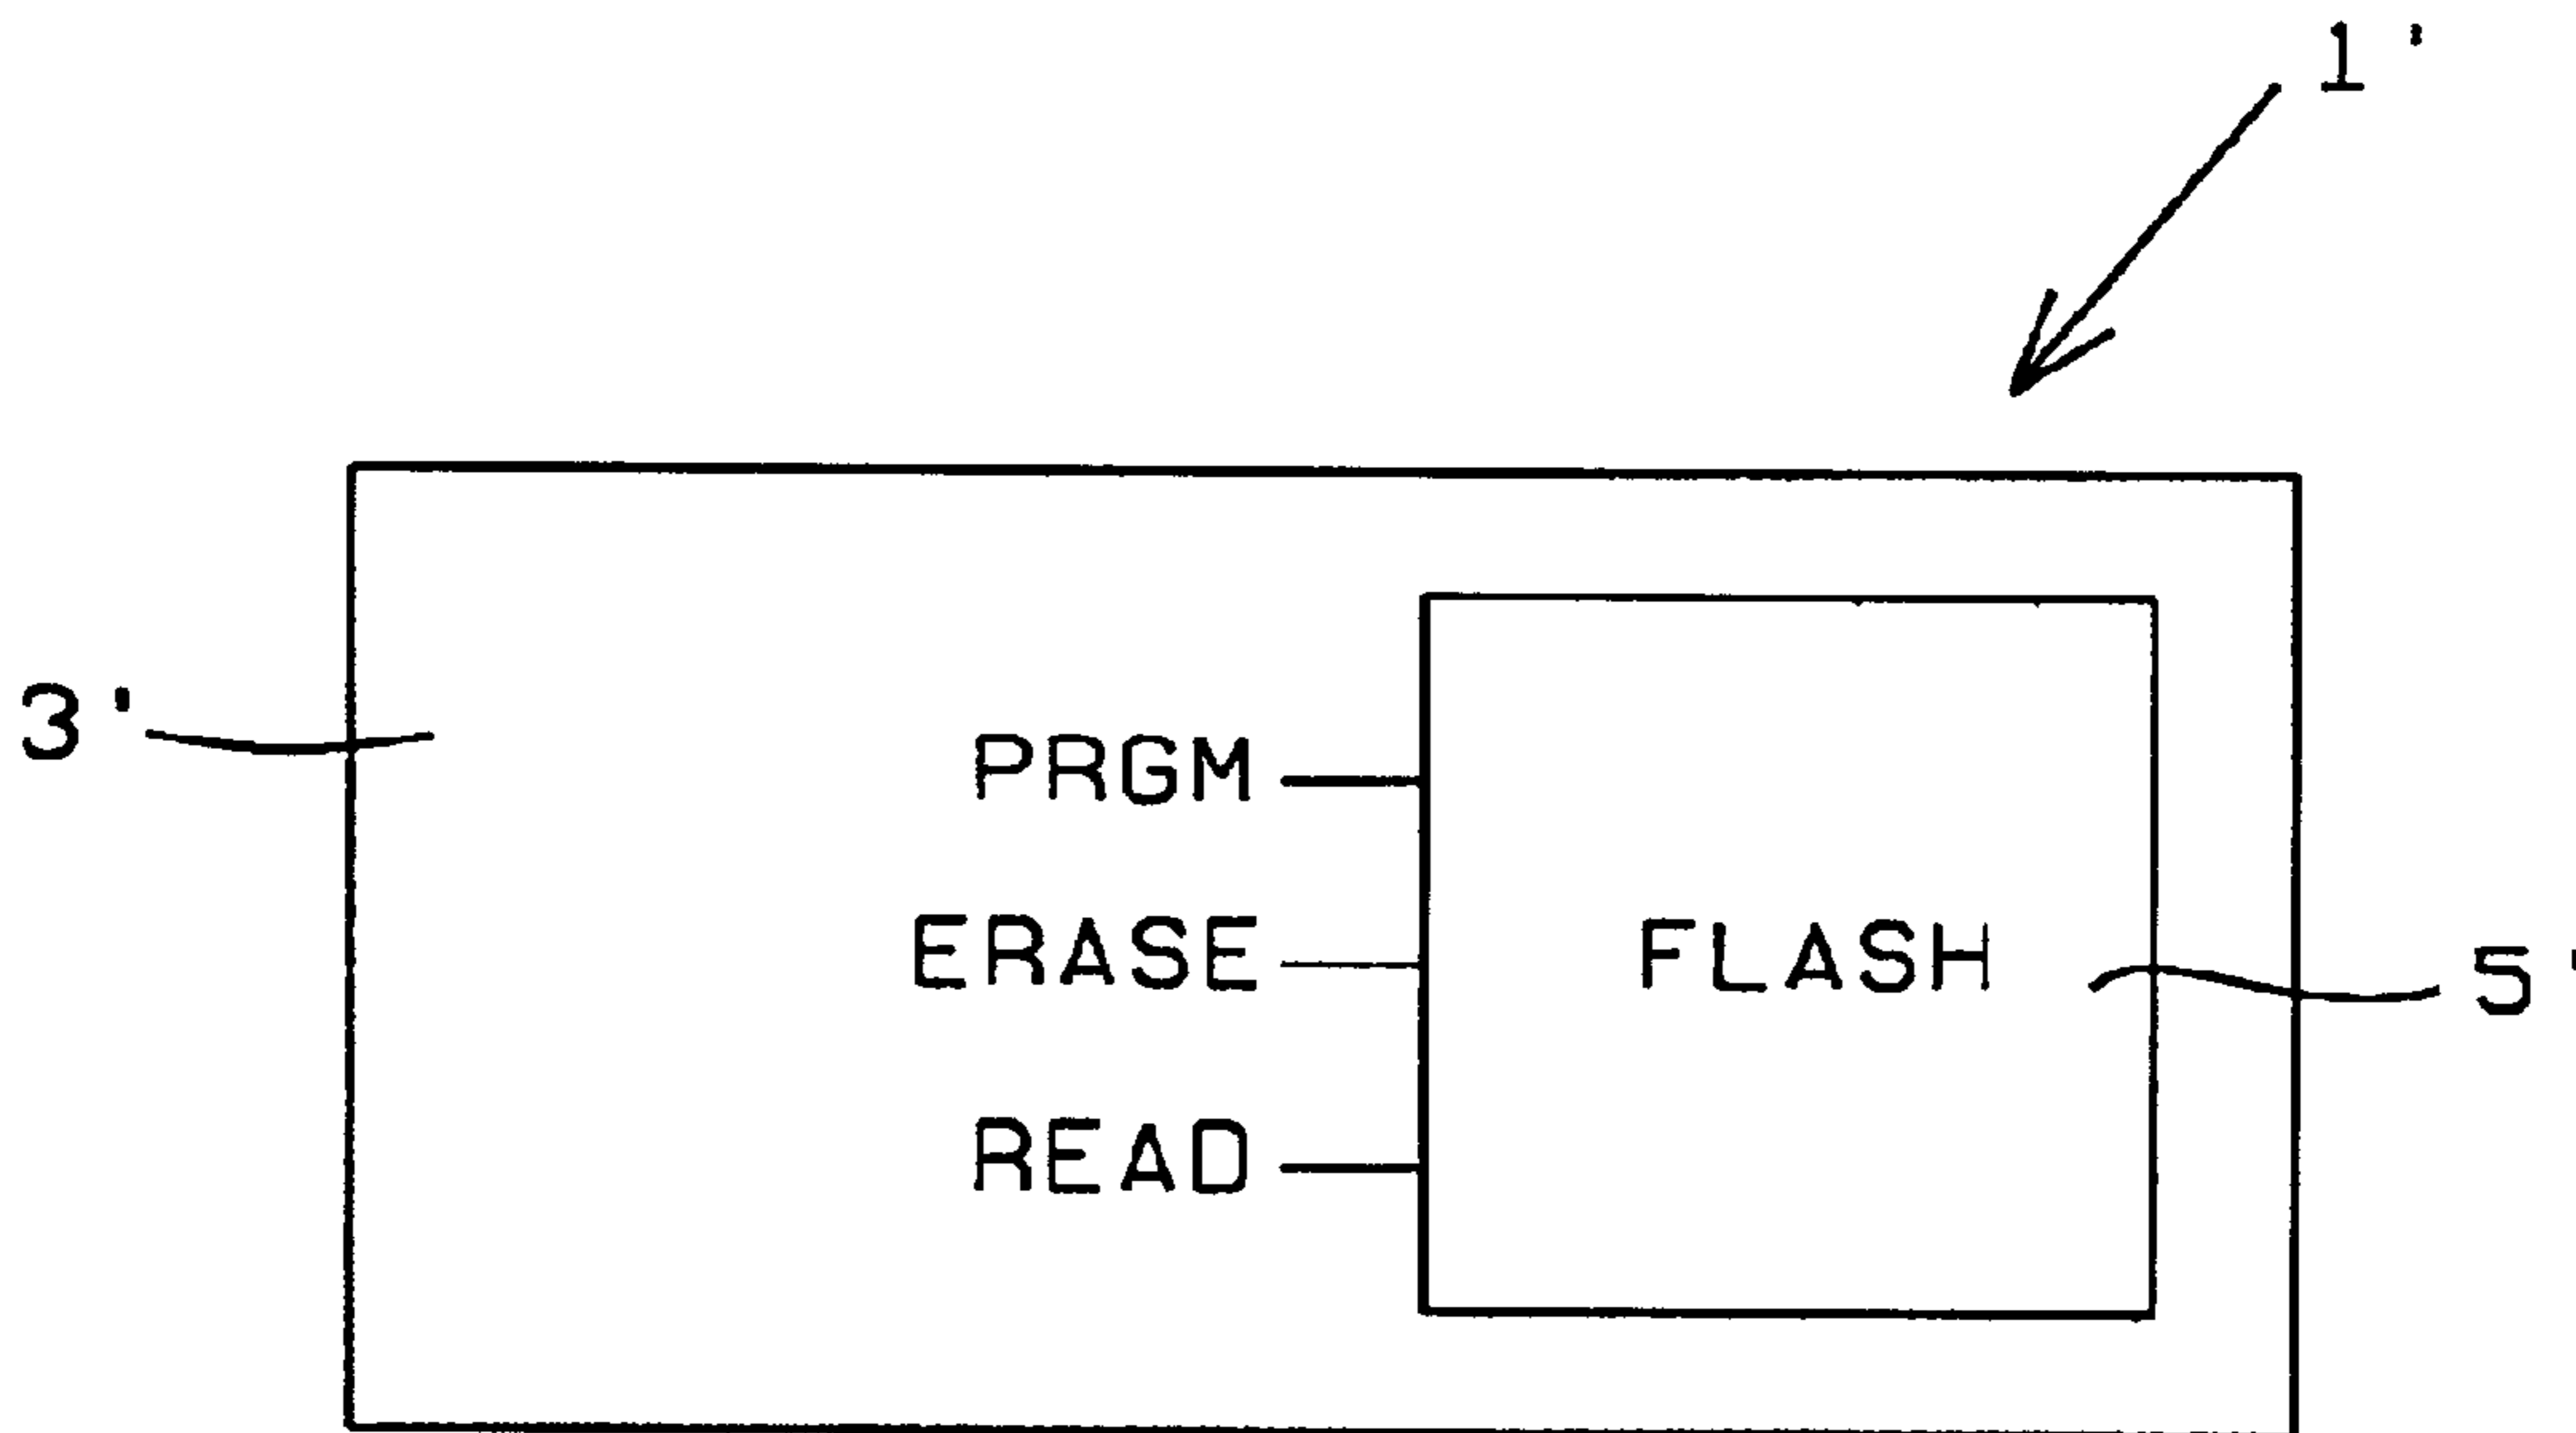 1'
3'
PRGM
ERASE
FLASH
5'
READ